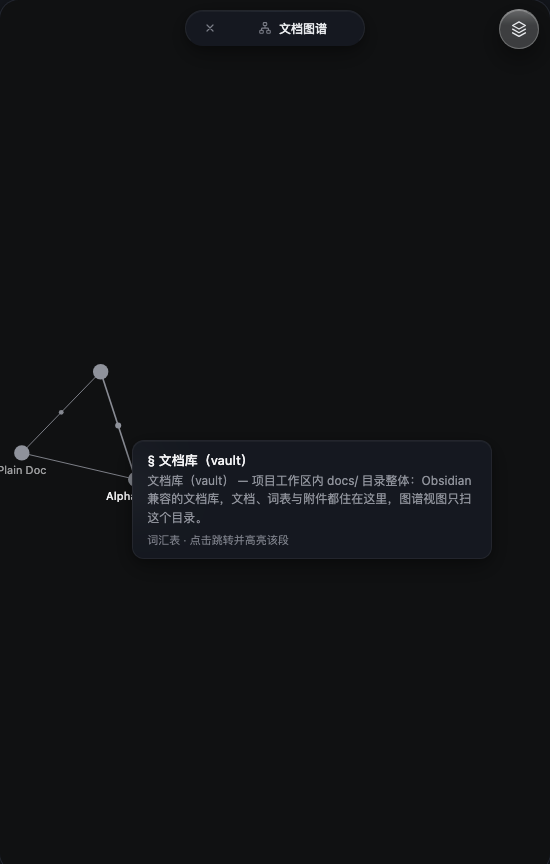 文档图谱
Plain Doc
§ 文档库（vault）
文档库（vault） — 项目工作区内 docs/ 目录整体：Obsidian
兼容的文档库，文档、词表与附件都住在这里，图谱视图只扫
这个目录。
Alpha
词汇表 · 点击跳转并高亮该段